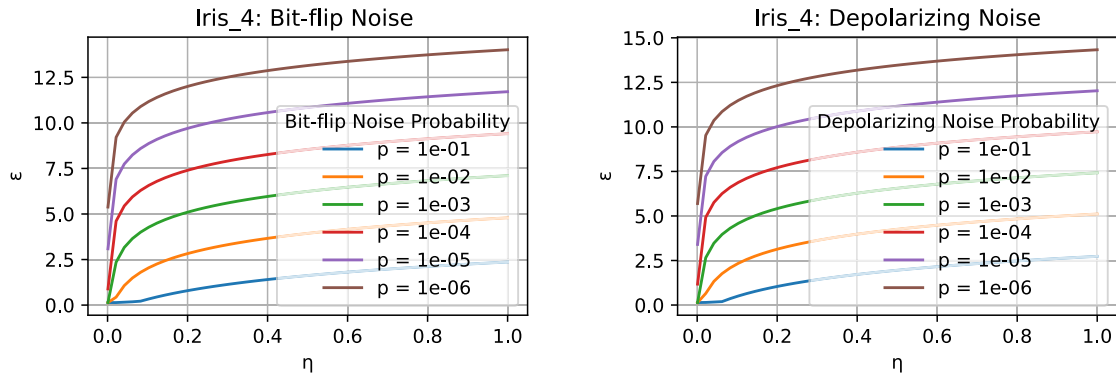 Iris_4: Bit-flip Noise
ε
12.5
10.0
7.5
5.0
2.5
0.0
0.0 0.2 0.4 0.6 0.8 1.0
η
Bit-flip Noise Probability
p = 1e-01
p = 1e-02
p = 1e-03
p = 1e-04
p = 1e-05
p = 1e-06
Iris_4: Depolarizing Noise
ε
15.0
12.5
10.0
7.5
5.0
2.5
0.0
0.0 0.2 0.4 0.6 0.8 1.0
η
Depolarizing Noise Probability
p = 1e-01
p = 1e-02
p = 1e-03
p = 1e-04
p = 1e-05
p = 1e-06